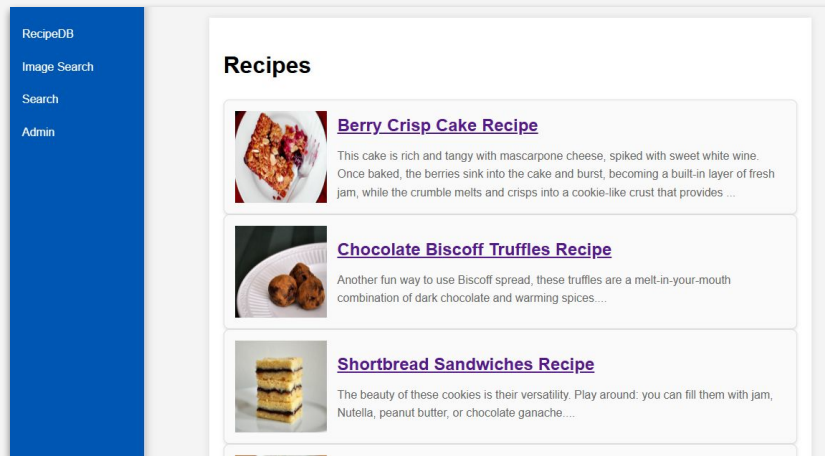 RecipeDB
Image Search
Search
Admin
Recipes
Berry Crisp Cake Recipe
This cake is rich and tangy with mascarpone cheese, spiked with sweet white wine.
Once baked, the berries sink into the cake and burst, becoming a built-in layer of fresh
jam, while the crumble melts and crisps into a cookie-like crust that provides ...
Chocolate Biscoff Truffles Recipe
Another fun way to use Biscoff spread, these truffles are a melt-in-your-mouth
combination of dark chocolate and warming spices....
Shortbread Sandwiches Recipe
The beauty of these cookies is their versatility. Play around: you can fill them with jam,
Nutella, peanut butter, or chocolate ganache....